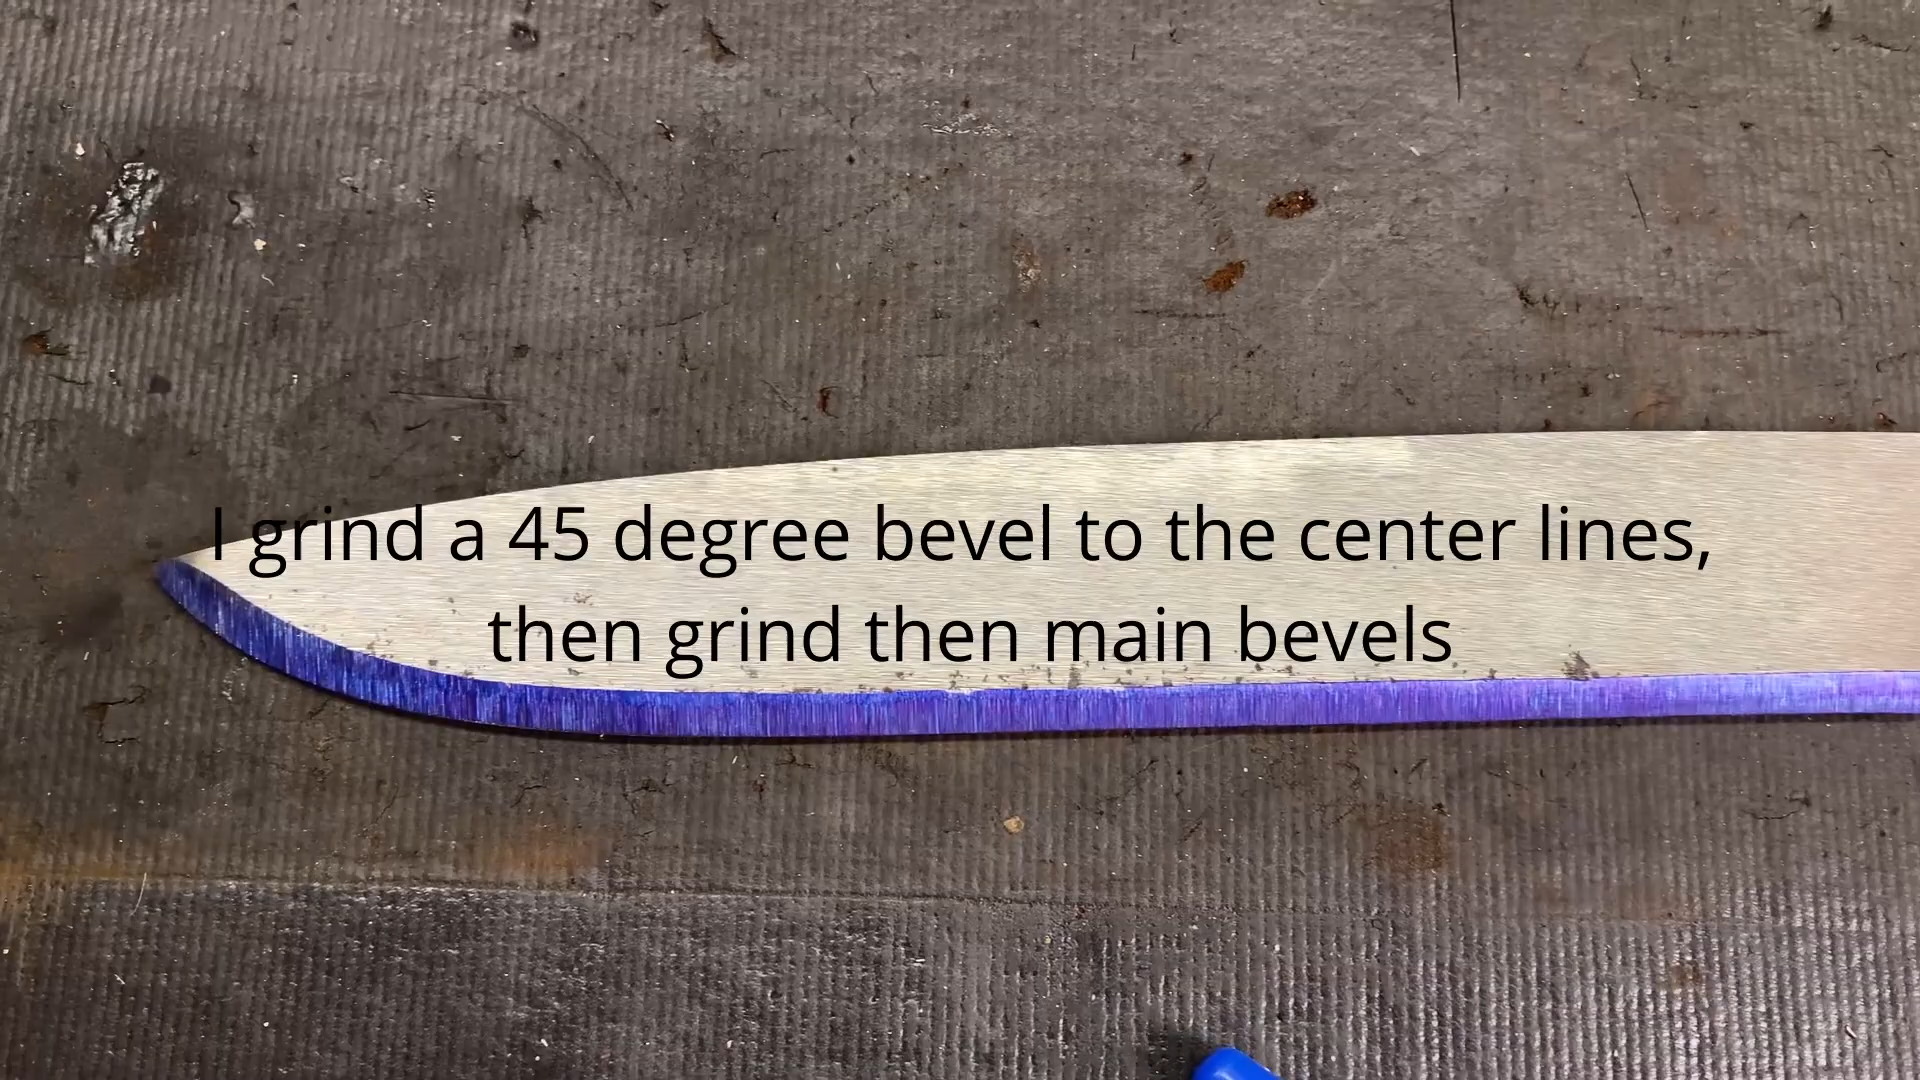 I grind a 45 degree bevel to the center lines,
then grind then main bevels